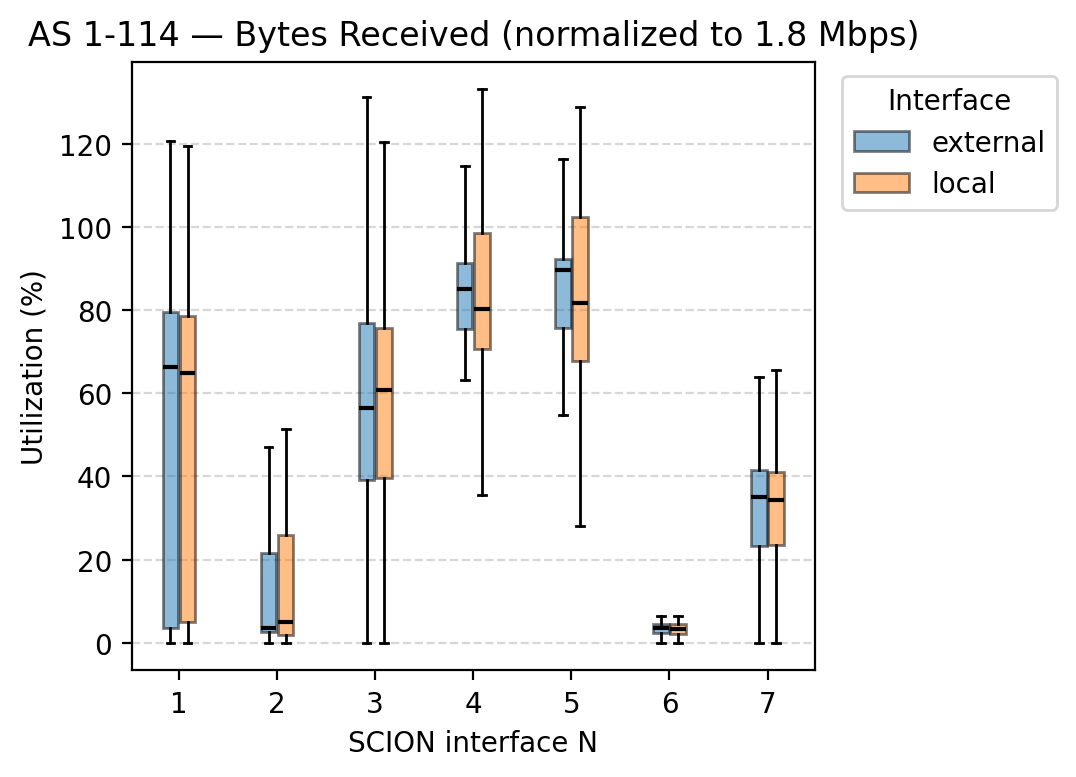 AS 1-114 — Bytes Received (normalized to 1.8 Mbps)
Interface
external
local
Utilization (%)
120
100
80
60
40
20
0
1 2 3 4 5 6 7
SCION interface N